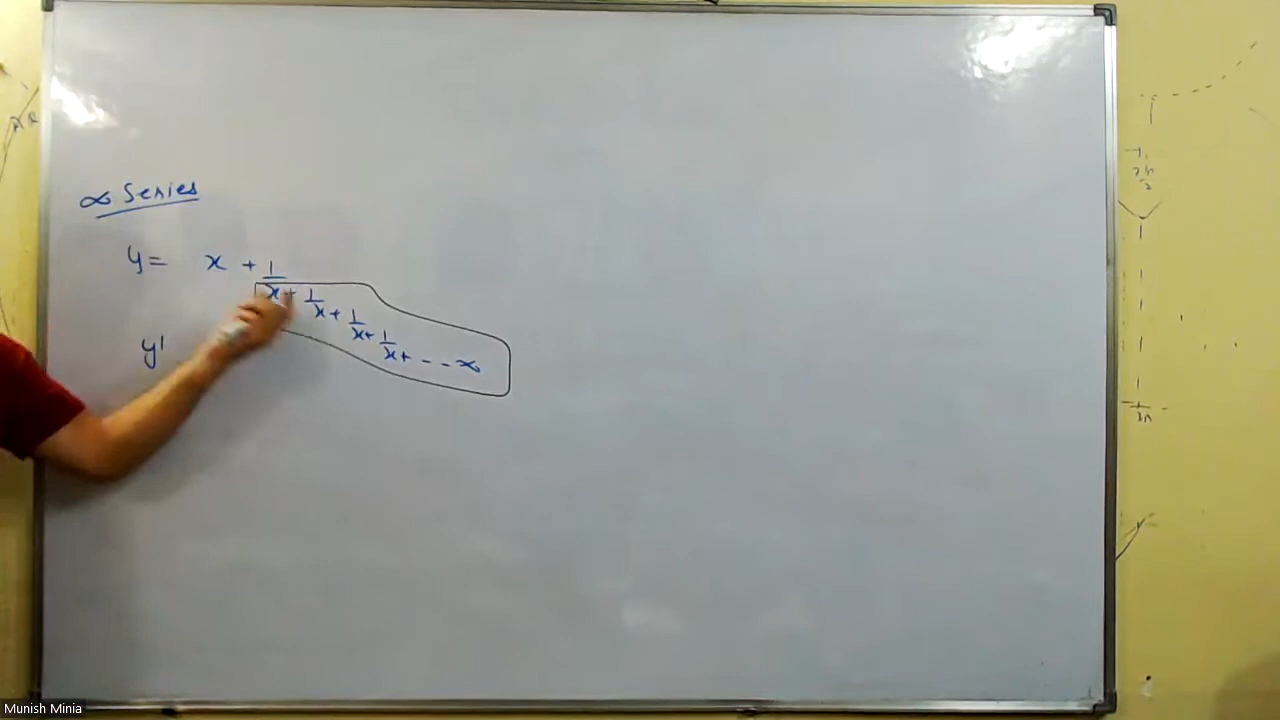 ∞ Series
y = x + 1/x + 1/x + 1/x + 1/x + - - ∞
y'
Munish Minia